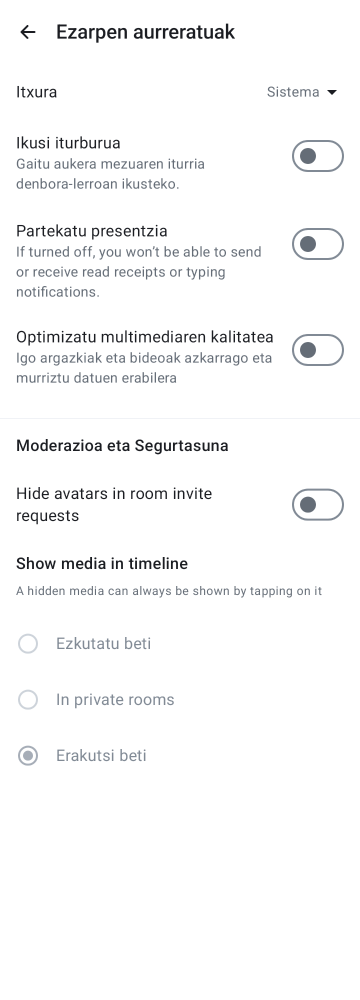 Ezarpen aurreratuak
Itxura
Sistema
Ikusi iturburua
Gaitu aukera mezuaren iturria
denbora-lerroan ikusteko.
Partekatu presentzia
If turned off, you won’t be able to send
or receive read receipts or typing
notifications.
Optimizatu multimediaren kalitatea
Igo argazkiak eta bideoak azkarrago eta
murriztu datuen erabilera
Moderazioa eta Segurtasuna
Hide avatars in room invite
requests
Show media in timeline
A hidden media can always be shown by tapping on it
Ezkutatu beti
In private rooms
Erakutsi beti